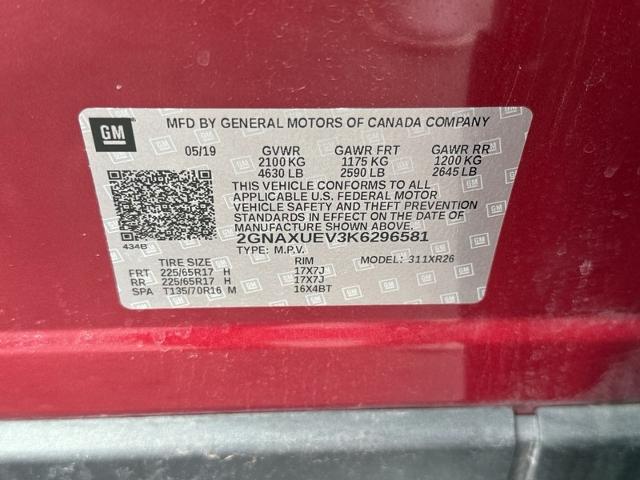 GM
MFD BY GENERAL MOTORS OF CANADA COMPANY
05/19 GVWR GAWR FRT GAWR RR
2100 KG 1175 KG 1200 KG
4630 LB 2590 LB 2645 LB
THIS VEHICLE CONFORMS TO ALL
APPLICABLE U.S. FEDERAL MOTOR
VEHICLE SAFETY AND THEFT PREVENTION
STANDARDS IN EFFECT ON THE DATE OF
MANUFACTURE SHOWN ABOVE.
2GNAXUEV3K6296581
434B TYPE: M.P.V.
TIRE SIZE RIM MODEL: 311XR26
FRT 225/65R17 H 17X7J
RR 225/65R17 H 17X7J
SPA T135/70R16 M 16X4BT